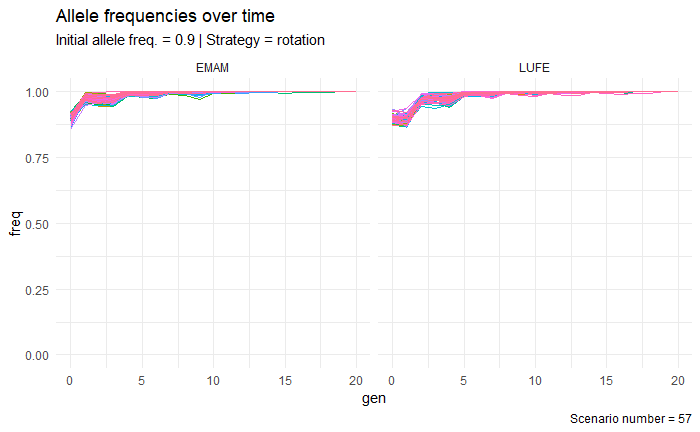 Allele frequencies over time
Initial allele freq. = 0.9 | Strategy = rotation
EMAM LUFE
1.00
0.75
0.50
0.25
0.00
freq
0 5 10 15 20 0 5 10 15 20
gen
Scenario number = 57